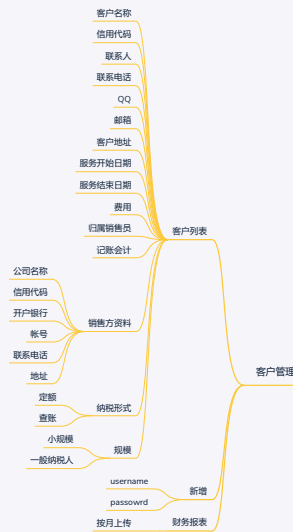 客户名称
信用代码
联系人
联系电话
QQ
邮箱
客户地址
服务开始日期
服务结束日期
费用
归属销售员
记账会计
客户列表
公司名称
信用代码
开户银行
帐号
联系电话
地址
销售方资料
定额
查账
纳税形式
小规模
一般纳税人
规模
客户管理
username
passowrd
新增
按月上传
财务报表